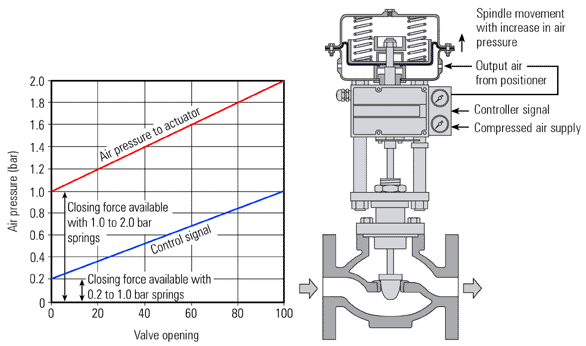 Air pressure (bar)
2.0
1.8
1.6
1.4
1.2
1.0
0.8
0.6
0.4
0.2
0
Air pressure to actuator
Closing force available
with 1.0 to 2.0 bar
springs
Control signal
Closing force available with
0.2 to 1.0 bar springs
0
20
40
60
80
100
Valve opening
Spindle movement
with increase in air
pressure
Output air
from positioner
Controller signal
Compressed air supply